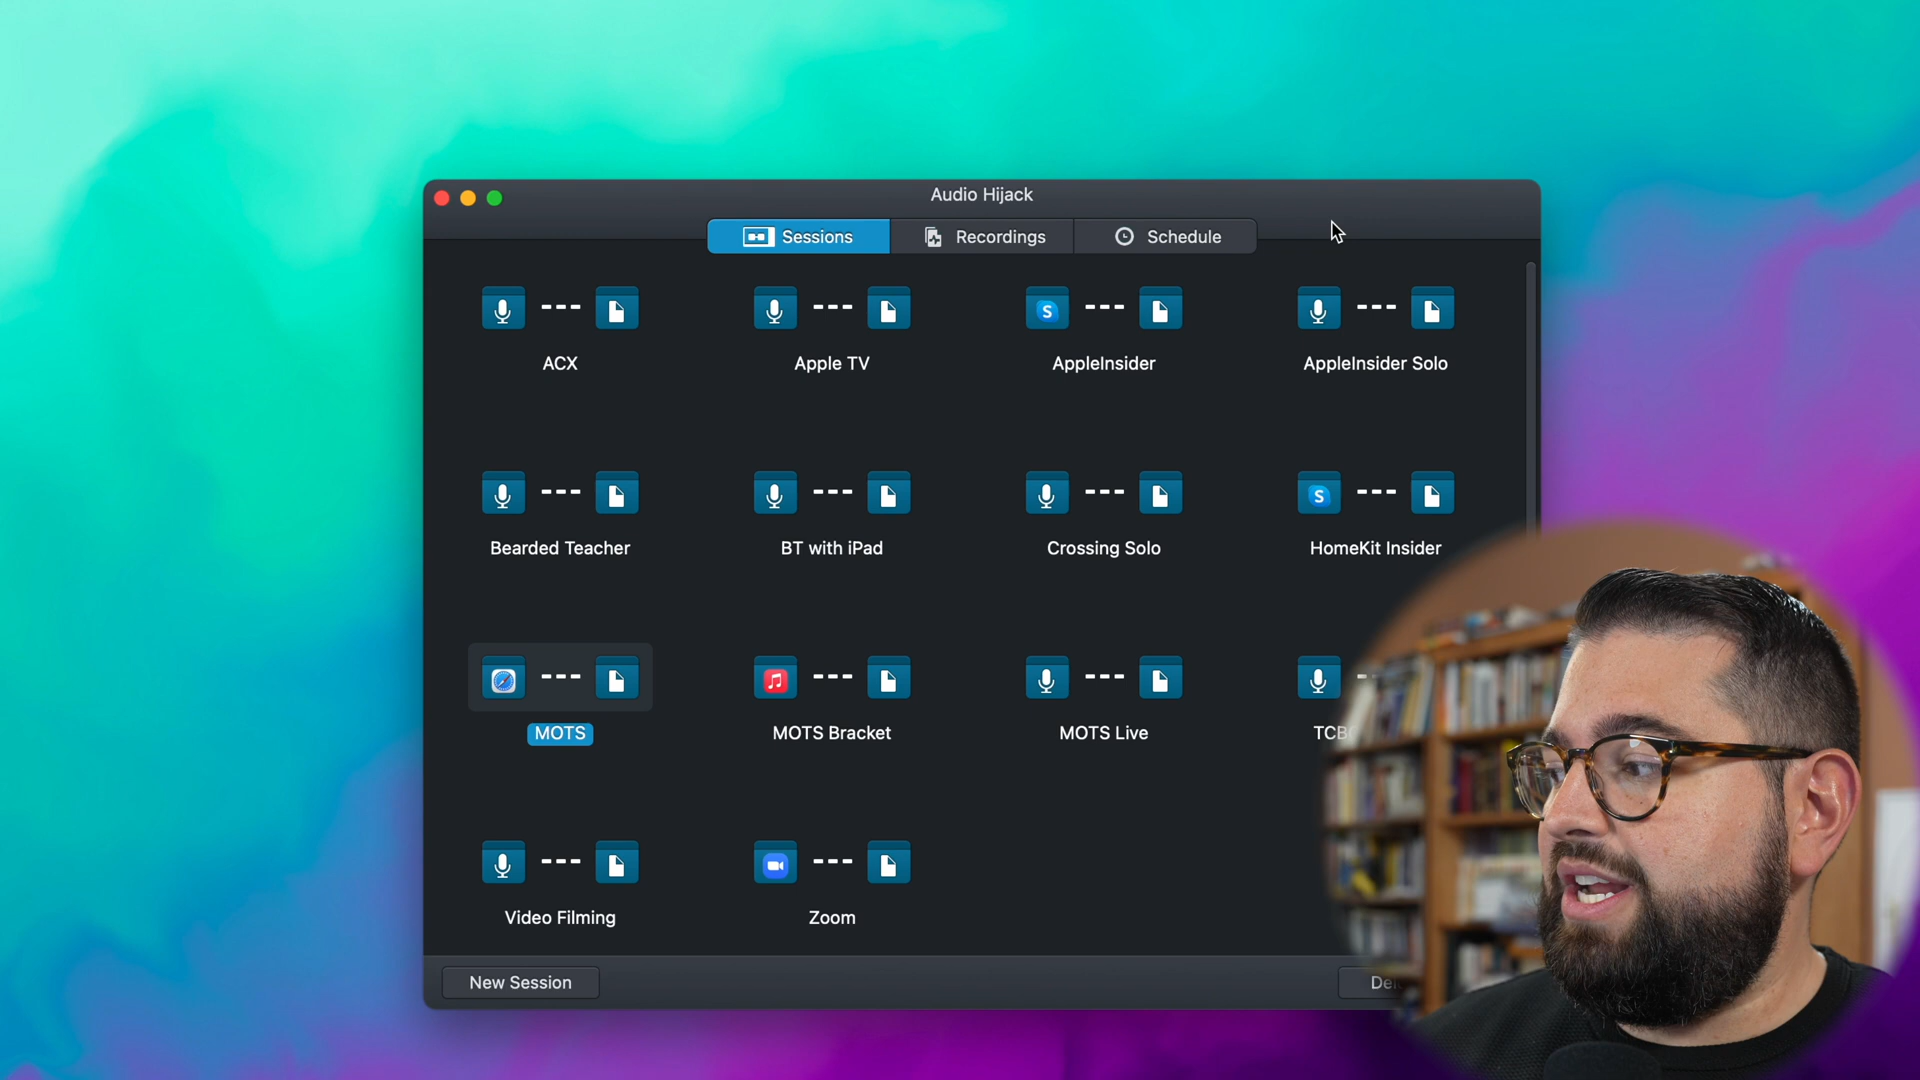 Audio Hijack
Sessions
Recordings
Schedule
ACX
Apple TV
AppleInsider
AppleInsider Solo
Bearded Teacher
BT with iPad
Crossing Solo
HomeKit Insider
MOTS
MOTS Bracket
MOTS Live
Video Filming
Zoom
New Session